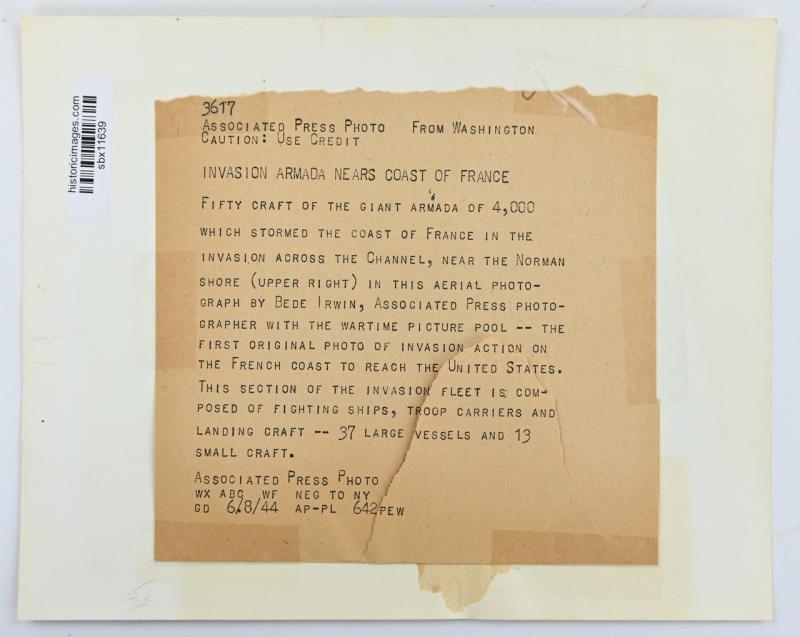 historicimages.com
sbx11639
3617
ASSOCIATED PRESS PHOTO FROM WASHINGTON
CAUTION: USE CREDIT
INVASION ARMADA NEARS COAST OF FRANCE
FIFTY CRAFT OF THE GIANT ARMADA OF 4,000
WHICH STORMED THE COAST OF FRANCE IN THE
INVASION ACROSS THE CHANNEL, NEAR THE NORMAN
SHORE (UPPER RIGHT) IN THIS AERIAL PHOTO-
GRAPH BY BEDE IRWIN, ASSOCIATED PRESS PHOTO-
GRAPHER WITH THE WARTIME PICTURE POOL -- THE
FIRST ORIGINAL PHOTO OF INVASION ACTION ON
THE FRENCH COAST TO REACH THE UNITED STATES.
THIS SECTION OF THE INVASION FLEET IS COM-
POSED OF FIGHTING SHIPS, TROOP CARRIERS AND
LANDING CRAFT -- 37 LARGE VESSELS AND 13
SMALL CRAFT.
ASSOCIATED PRESS PHOTO
WX ABC WF NEG TO NY
GD 6/8/44 AP-PL 642PEW